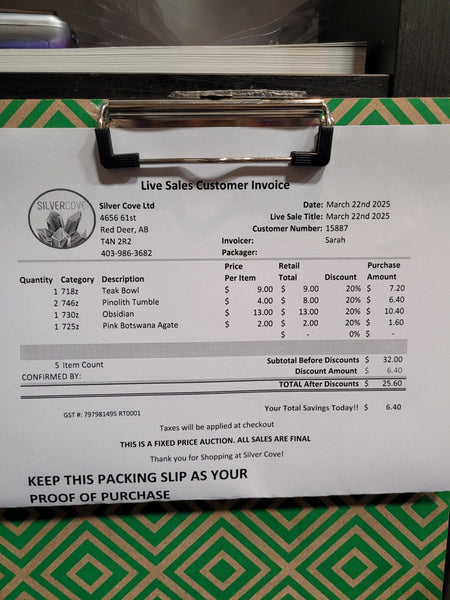 Live Sales Customer Invoice
SILVERCOVE
Silver Cove Ltd
4656 61st
Red Deer, AB
T4N 2R2
403-986-3682
Date: March 22nd 2025
Live Sale Title: March 22nd 2025
Customer Number: 15887
Invoicer: Sarah
Packager:
Quantity Category Description Price Per Item Retail Total Discount Purchase Amount
1 718z Teak Bowl $ 9.00 $ 9.00 20% $ 7.20
2 746z Pinolith Tumble $ 4.00 $ 8.00 20% $ 6.40
1 730z Obsidian $ 13.00 $ 13.00 20% $ 10.40
1 725z Pink Botswana Agate $ 2.00 $ 2.00 20% $ 1.60
$ - 0% $ -
5 Item Count
Subtotal Before Discounts $ 32.00
CONFIRMED BY:
Discount Amount $ 6.40
TOTAL After Discounts $ 25.60
GST #: 797981495 RT0001
Your Total Savings Today!! $ 6.40
Taxes will be applied at checkout
THIS IS A FIXED PRICE AUCTION. ALL SALES ARE FINAL
Thank you for Shopping at Silver Cove!
KEEP THIS PACKING SLIP AS YOUR
PROOF OF PURCHASE